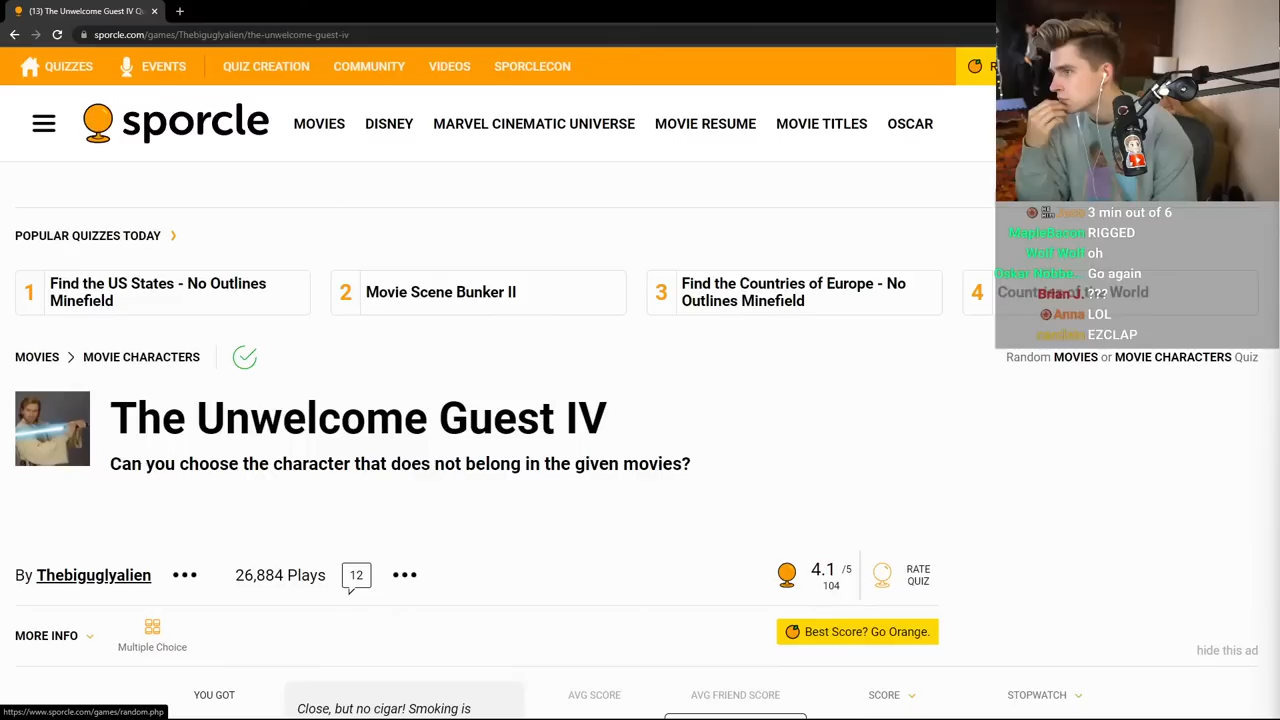 (13) The Unwelcome Guest IV Q
sporcle.com/games/Thebiguglyalien/the-unwelcome-guest-iv
QUIZZES EVENTS QUIZ CREATION COMMUNITY VIDEOS SPORCLECON R
sporcle MOVIES DISNEY MARVEL CINEMATIC UNIVERSE MOVIE RESUME MOVIE TITLES OSCAR
3 min out of 6
MapleBacon RIGGED
Wolf Wolf oh
Go again
Brian J. ???
Anna LOL
EZCLAP
POPULAR QUIZZES TODAY
1 Find the US States - No Outlines Minefield
2 Movie Scene Bunker II
3 Find the Countries of Europe - No Outlines Minefield
4 Countries of the World
MOVIES MOVIE CHARACTERS
Random MOVIES or MOVIE CHARACTERS Quiz
The Unwelcome Guest IV
Can you choose the character that does not belong in the given movies?
By Thebiguglyalien ••• 26,884 Plays 12 •••
4.1 /5 104 RATE QUIZ
MORE INFO Multiple Choice
Best Score? Go Orange.
hide this ad
YOU GOT
Close, but no cigar! Smoking is
AVG SCORE AVG FRIEND SCORE SCORE STOPWATCH
https://www.sporcle.com/games/random.php